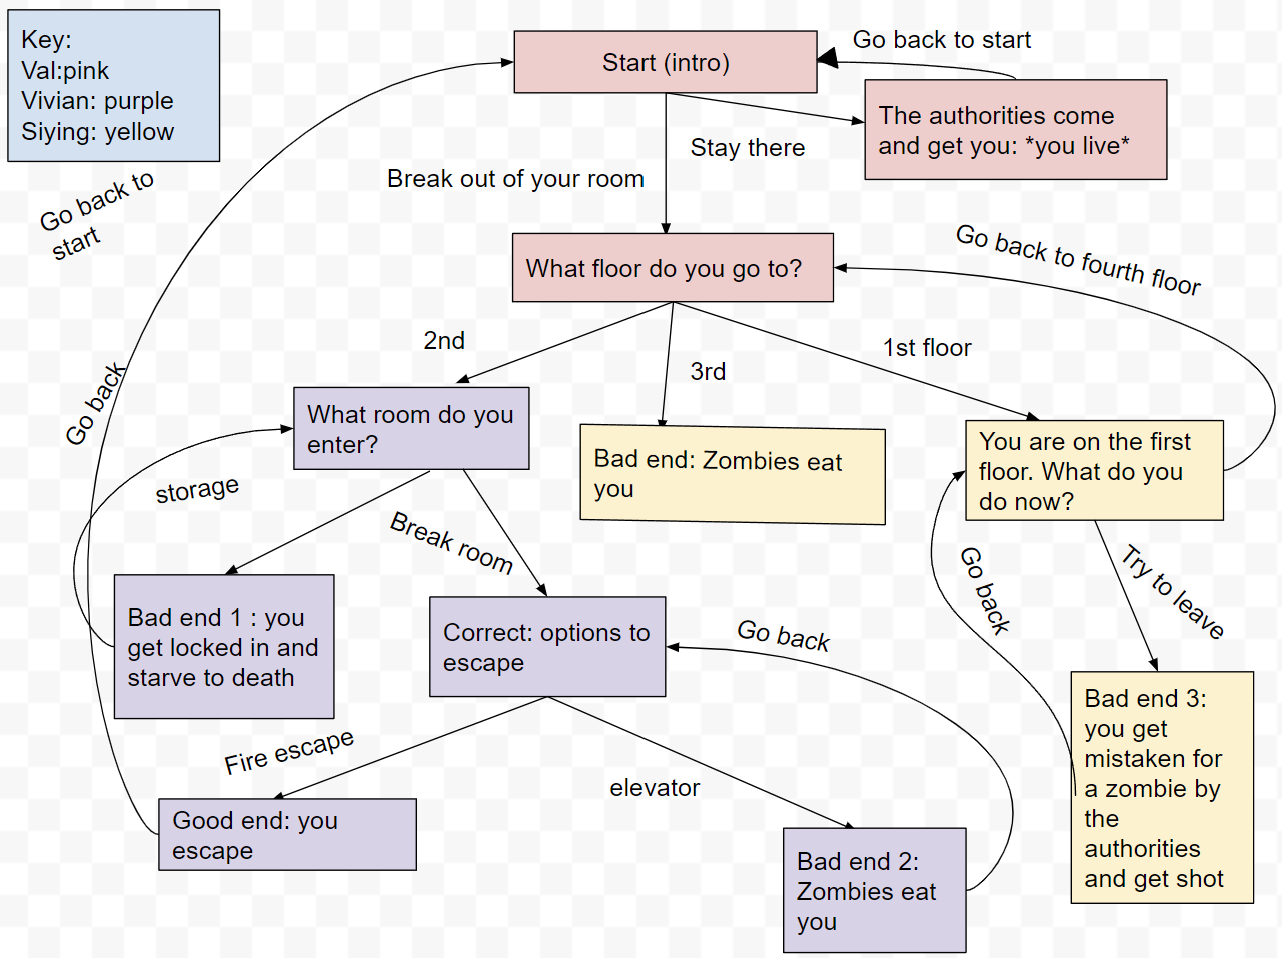 Key:
Val:pink
Vivian: purple
Siying: yellow
Start (intro)
Go back to start
The authorities come
and get you: *you live*
Stay there
Break out of your room
Go back to
start
What floor do you go to?
Go back to fourth floor
2nd
3rd
1st floor
Go back
What room do you
enter?
Bad end: Zombies eat
you
You are on the first
floor. What do you
do now?
storage
Break room
Go back
Try to leave
Bad end 1 : you
get locked in and
starve to death
Correct: options to
escape
Go back
Bad end 3:
you get
mistaken for
a zombie by
the
authorities
and get shot
Fire escape
elevator
Good end: you
escape
Bad end 2:
Zombies eat
you